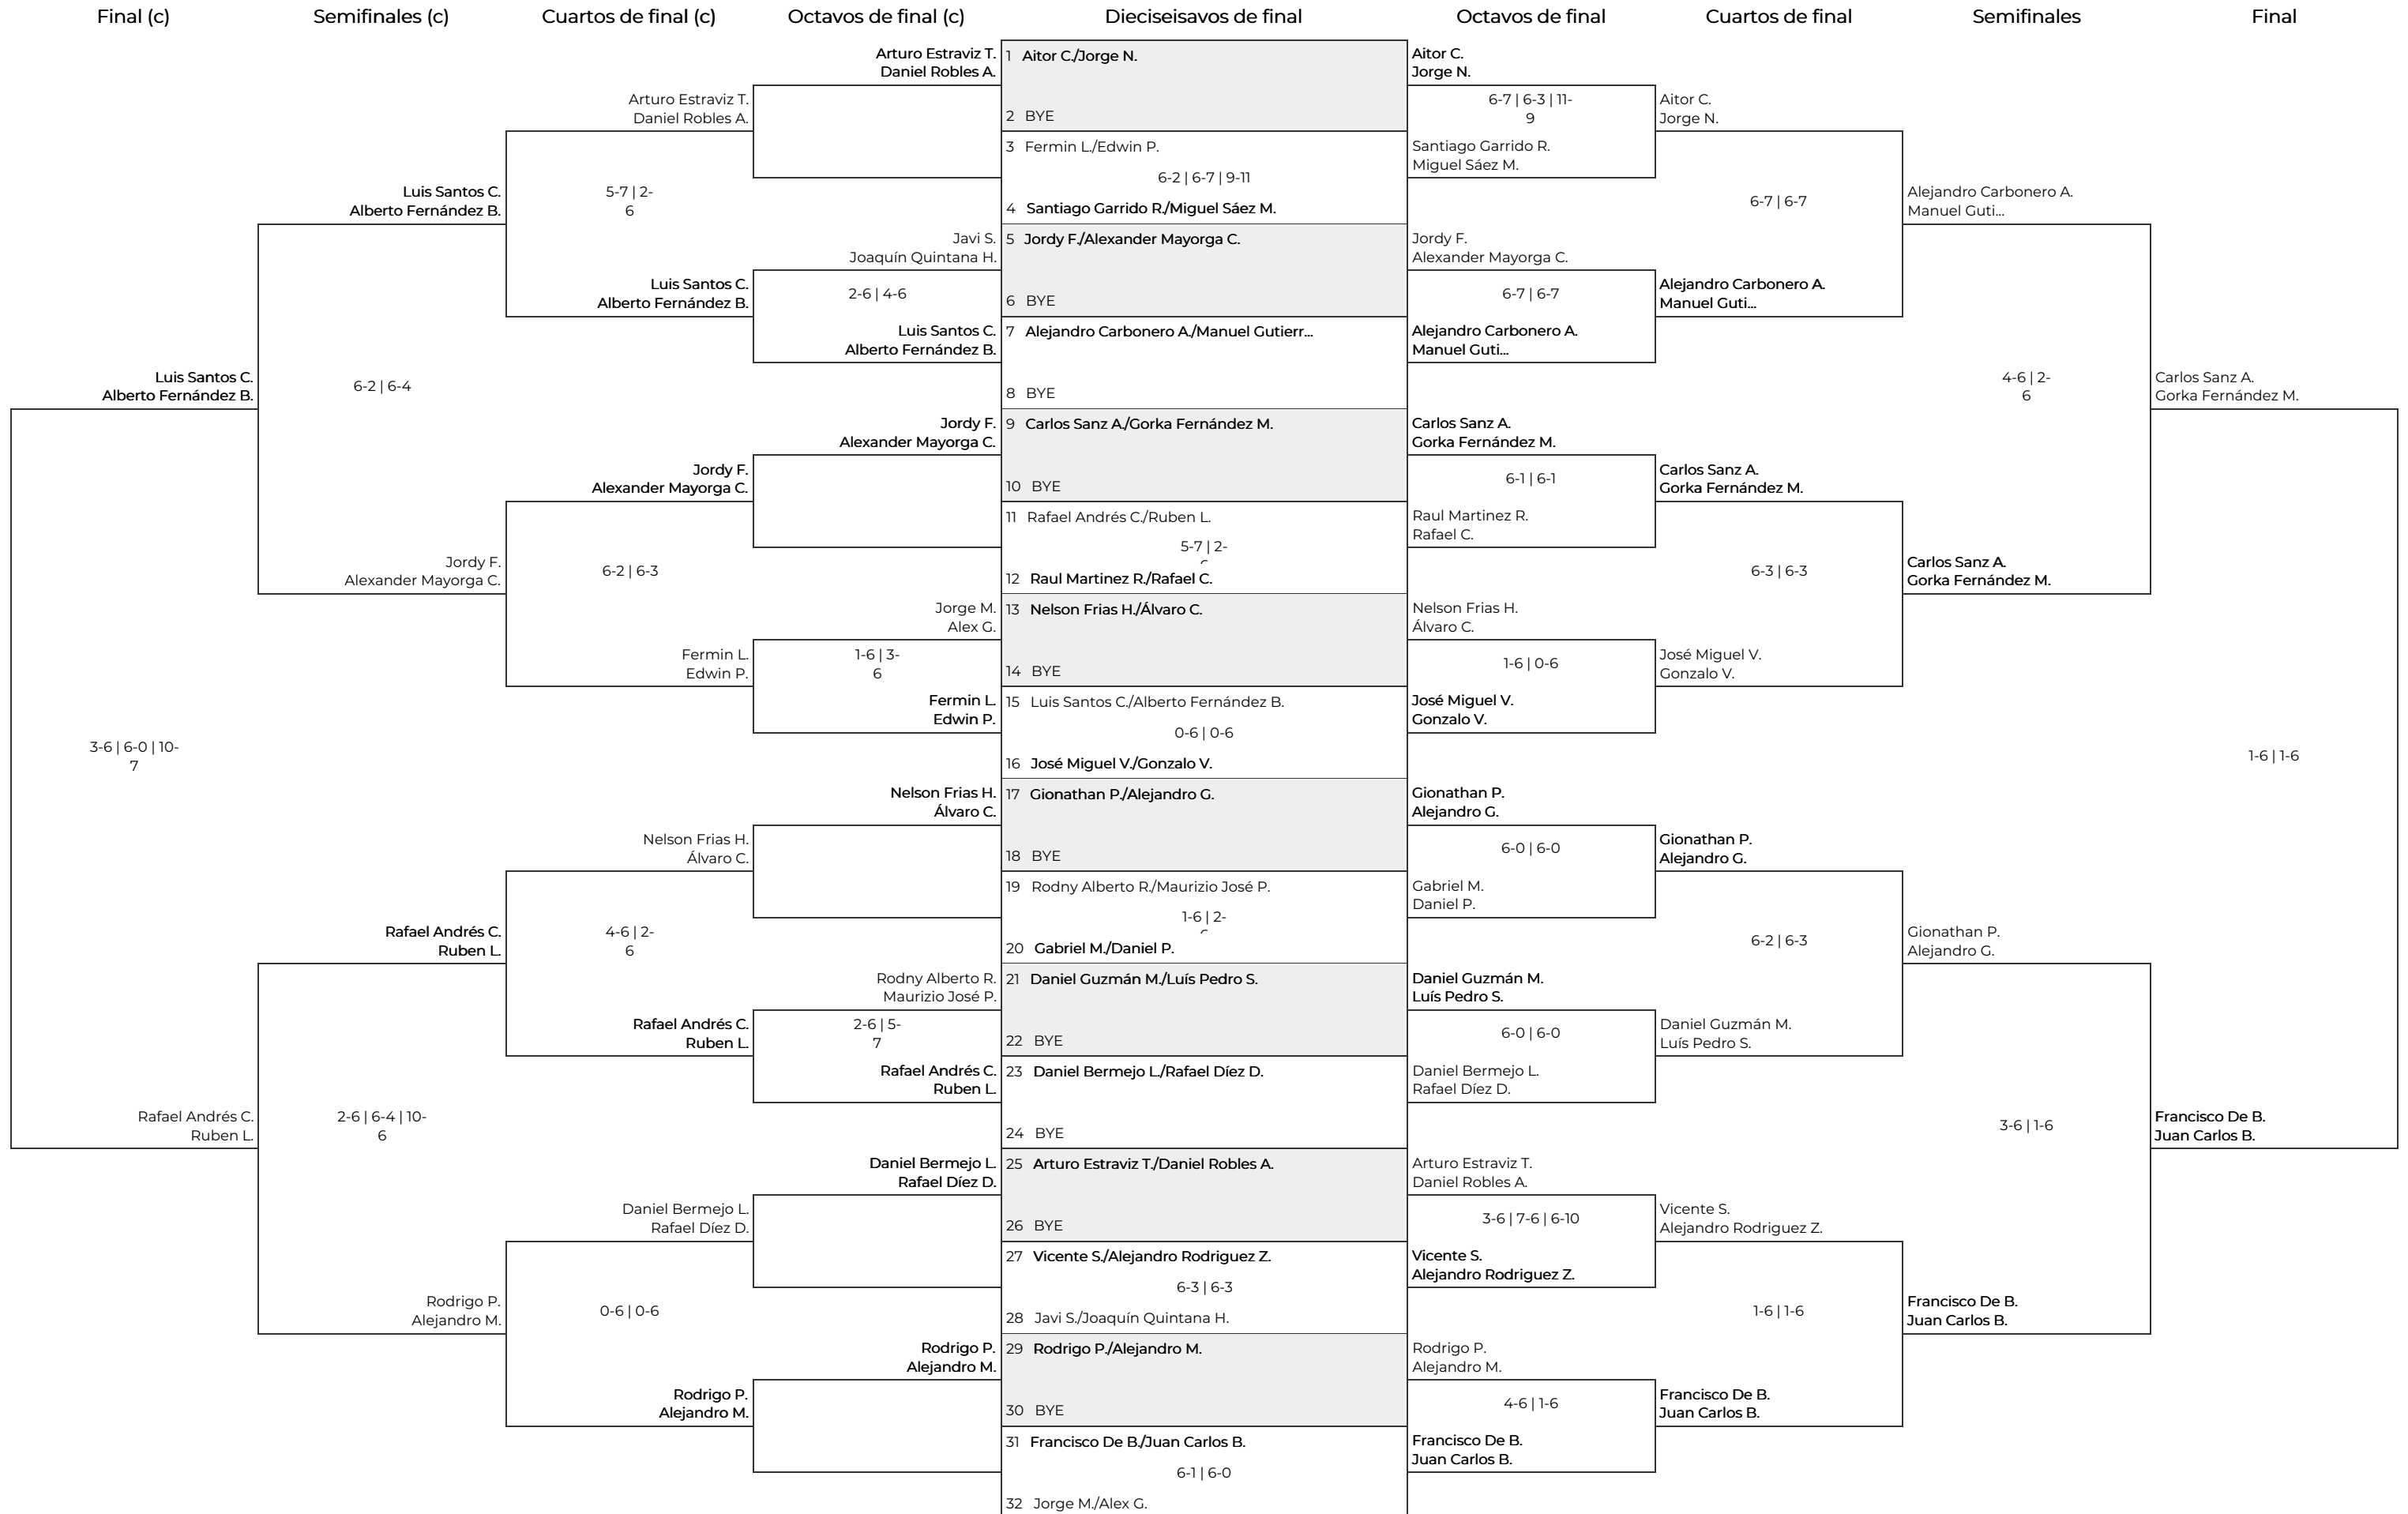 Final (c)
Semifinales (c)
Cuartos de final (c)
Octavos de final (c)
Dieciseisavos de final
Octavos de final
Cuartos de final
Semifinales
Final
Luis Santos C.
Alberto Fernández B.
3-6 | 6-0 | 10-
7
Rafael Andrés C.
Ruben L.
Luis Santos C.
Alberto Fernández B.
6-2 | 6-4
Jordy F.
Alexander Mayorga C.
Rafael Andrés C.
Ruben L.
2-6 | 6-4 | 10-
6
Rodrigo P.
Alejandro M.
Arturo Estraviz T.
Daniel Robles A.
5-7 | 2-
6
Luis Santos C.
Alberto Fernández B.
Jordy F.
Alexander Mayorga C.
6-2 | 6-3
Fermin L.
Edwin P.
Nelson Frias H.
Álvaro C.
4-6 | 2-
6
Rafael Andrés C.
Ruben L.
Daniel Bermejo L.
Rafael Díez D.
0-6 | 0-6
Rodrigo P.
Alejandro M.
Arturo Estraviz T.
Daniel Robles A.
Javi S.
Joaquín Quintana H.
2-6 | 4-6
Luis Santos C.
Alberto Fernández B.
Jordy F.
Alexander Mayorga C.
Jorge M.
Alex G.
1-6 | 3-
6
Fermin L.
Edwin P.
Nelson Frias H.
Álvaro C.
Rodny Alberto R.
Maurizio José P.
2-6 | 5-
7
Rafael Andrés C.
Ruben L.
Daniel Bermejo L.
Rafael Díez D.
Rodrigo P.
Alejandro M.
1 Aitor C./Jorge N.
2 BYE
3 Fermin L./Edwin P.
6-2 | 6-7 | 9-11
4 Santiago Garrido R./Miguel Sáez M.
5 Jordy F./Alexander Mayorga C.
6 BYE
7 Alejandro Carbonero A./Manuel Gutierr...
8 BYE
9 Carlos Sanz A./Gorka Fernández M.
10 BYE
11 Rafael Andrés C./Ruben L.
5-7 | 2-
12 Raul Martinez R./Rafael C.
13 Nelson Frias H./Álvaro C.
14 BYE
15 Luis Santos C./Alberto Fernández B.
0-6 | 0-6
16 José Miguel V./Gonzalo V.
17 Gionathan P./Alejandro G.
18 BYE
19 Rodny Alberto R./Maurizio José P.
1-6 | 2-
20 Gabriel M./Daniel P.
21 Daniel Guzmán M./Luís Pedro S.
22 BYE
23 Daniel Bermejo L./Rafael Díez D.
24 BYE
25 Arturo Estraviz T./Daniel Robles A.
26 BYE
27 Vicente S./Alejandro Rodriguez Z.
6-3 | 6-3
28 Javi S./Joaquín Quintana H.
29 Rodrigo P./Alejandro M.
30 BYE
31 Francisco De B./Juan Carlos B.
6-1 | 6-0
32 Jorge M./Alex G.
Aitor C.
Jorge N.
6-7 | 6-3 | 11-
9
Santiago Garrido R.
Miguel Sáez M.
Jordy F.
Alexander Mayorga C.
6-7 | 6-7
Alejandro Carbonero A.
Manuel Guti...
Carlos Sanz A.
Gorka Fernández M.
6-1 | 6-1
Raul Martinez R.
Rafael C.
Nelson Frias H.
Álvaro C.
1-6 | 0-6
José Miguel V.
Gonzalo V.
Gionathan P.
Alejandro G.
6-0 | 6-0
Gabriel M.
Daniel P.
Daniel Guzmán M.
Luís Pedro S.
6-0 | 6-0
Daniel Bermejo L.
Rafael Díez D.
Arturo Estraviz T.
Daniel Robles A.
3-6 | 7-6 | 6-10
Vicente S.
Alejandro Rodriguez Z.
Rodrigo P.
Alejandro M.
4-6 | 1-6
Francisco De B.
Juan Carlos B.
Aitor C.
Jorge N.
6-7 | 6-7
Alejandro Carbonero A.
Manuel Guti...
Carlos Sanz A.
Gorka Fernández M.
6-3 | 6-3
José Miguel V.
Gonzalo V.
Gionathan P.
Alejandro G.
6-2 | 6-3
Daniel Guzmán M.
Luís Pedro S.
Vicente S.
Alejandro Rodriguez Z.
1-6 | 1-6
Francisco De B.
Juan Carlos B.
Alejandro Carbonero A.
Manuel Guti...
4-6 | 2-
6
Carlos Sanz A.
Gorka Fernández M.
Gionathan P.
Alejandro G.
3-6 | 1-6
Francisco De B.
Juan Carlos B.
Carlos Sanz A.
Gorka Fernández M.
1-6 | 1-6
Francisco De B.
Juan Carlos B.